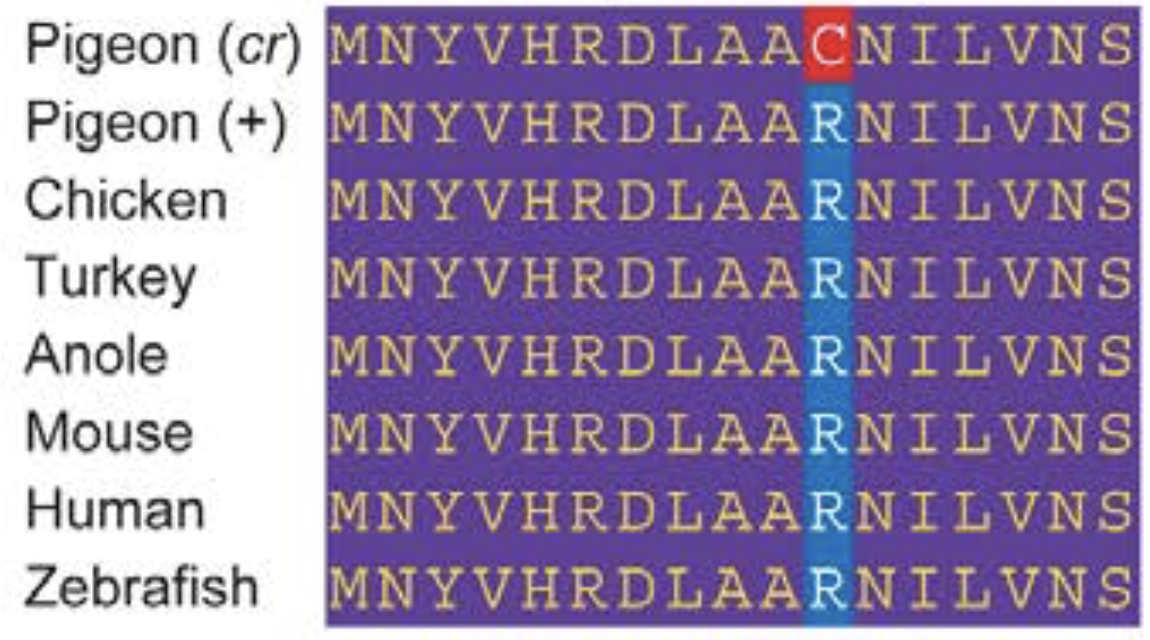 Pigeon (cr) MNYVHRDLAACNILVNS
Pigeon (+) MNYVHRDLAARNILVNS
Chicken MNYVHRDLAARNILVNS
Turkey MNYVHRDLAARNILVNS
Anole MNYVHRDLAARNILVNS
Mouse MNYVHRDLAARNILVNS
Human MNYVHRDLAARNILVNS
Zebrafish MNYVHRDLAARNILVNS